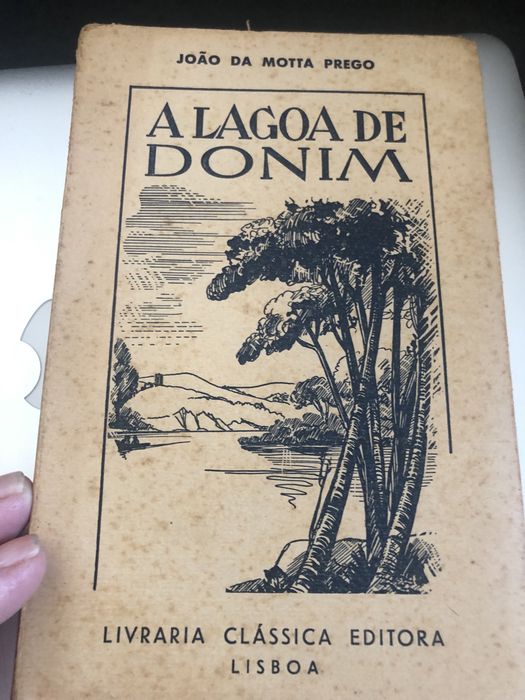 JOÃO DA MOTTA PREGO
A LAGOA DE
DONIM
LIVRARIA CLÁSSICA EDITORA
LISBOA